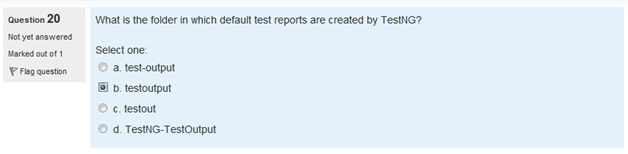 Question 20
Not yet answered
Marked out of 1
Flag question
What is the folder in which default test reports are created by TestNG?
Select one:
a. test-output
b. testoutput
c. testout
d. TestNG-TestOutput